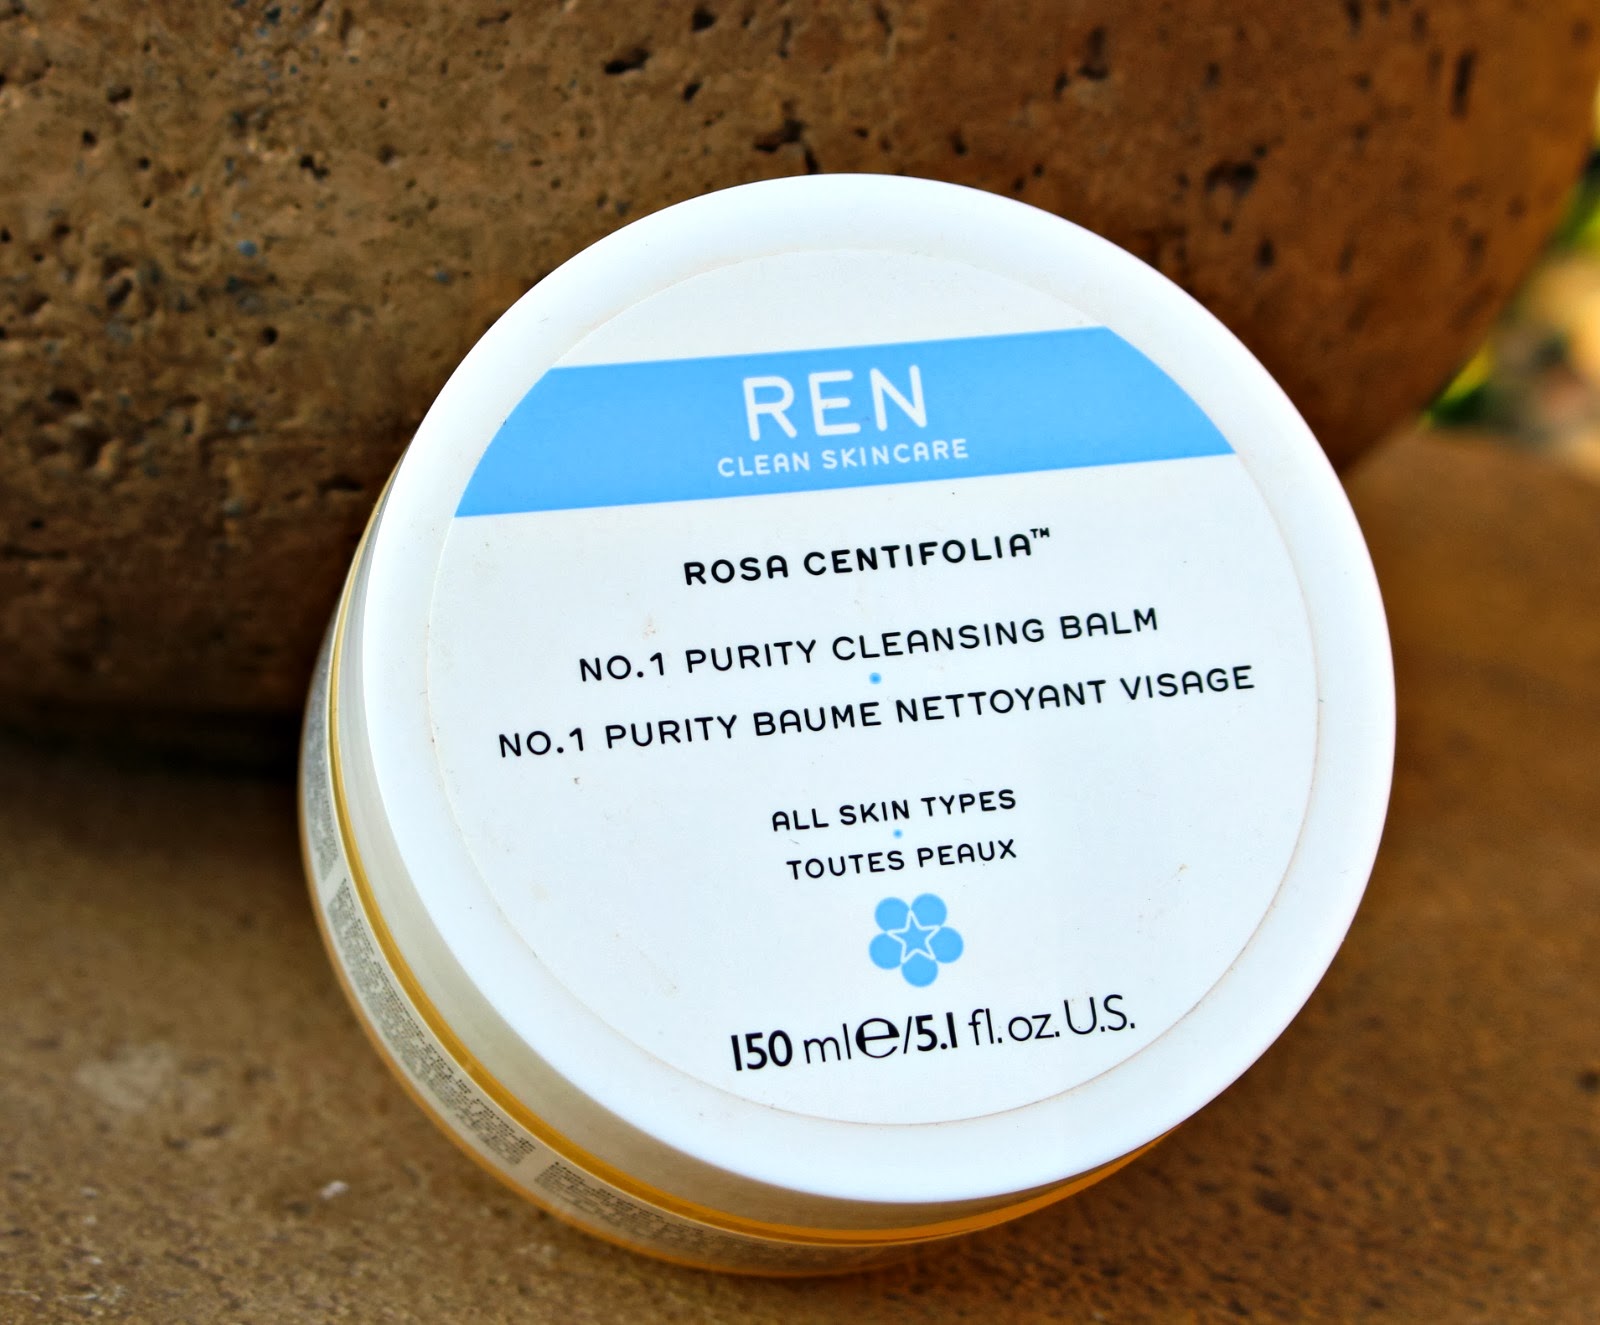 REN
CLEAN SKINCARE
ROSA CENTIFOLIA™
NO.1 PURITY CLEANSING BALM
NO.1 PURITY BAUME NETTOYANT VISAGE
ALL SKIN TYPES
TOUTES PEAUX
150 ml℮/5.1 fl.oz.U.S.